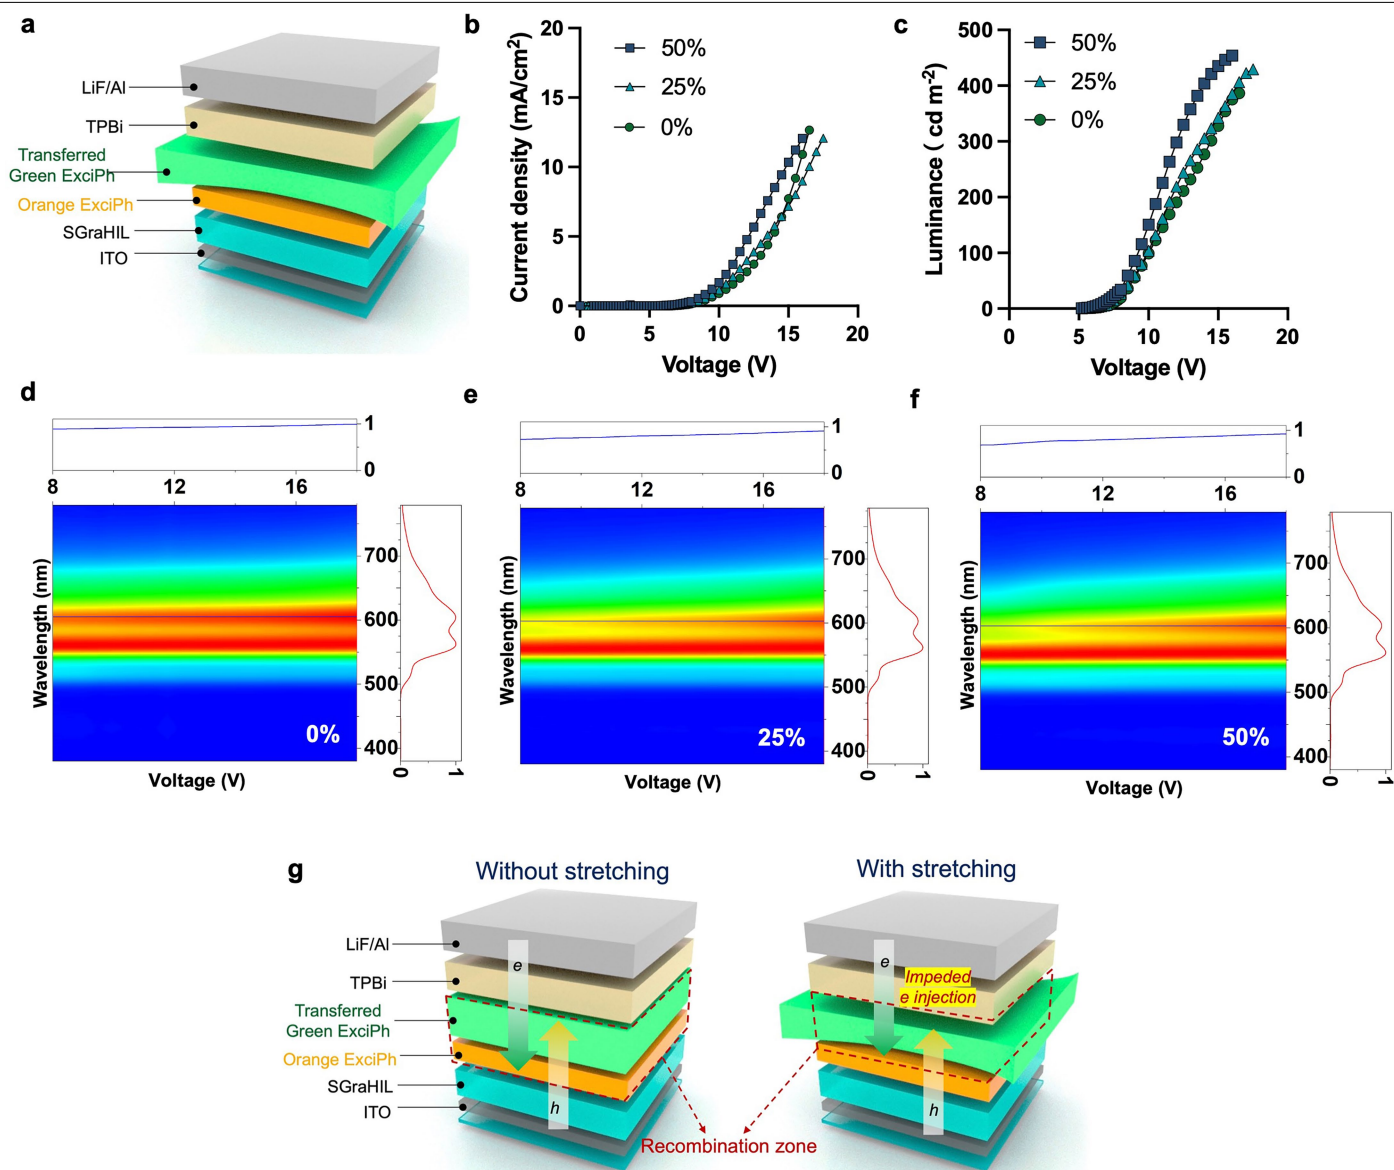 a
LiF/Al
TPBi
Transferred
Green ExciPh
Orange ExciPh
SGraHIL
ITO
b
Current density (mA/cm²)
20
15
10
5
0
50%
25%
0%
0 5 10 15 20
Voltage (V)
c
Luminance ( cd m⁻²)
500
400
300
200
100
0
50%
25%
0%
0 5 10 15 20
Voltage (V)
d
1
0
8 12 16
Wavelength (nm)
700
600
500
400
0%
0 1
Voltage (V)
e
1
0
8 12 16
Wavelength (nm)
700
600
500
400
25%
0 1
Voltage (V)
f
1
0
8 12 16
Wavelength (nm)
700
600
500
400
50%
0 1
Voltage (V)
g
Without stretching
LiF/Al
TPBi
Transferred
Green ExciPh
Orange ExciPh
SGraHIL
ITO
e
h
With stretching
e
Impeded
e injection
h
Recombination zone